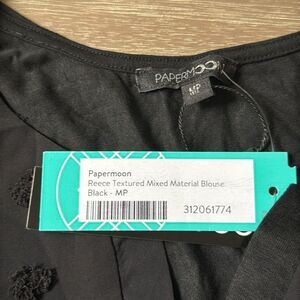 PAPERMOON
MP
Papermoon
Reece Textured Mixed Material Blouse
Black - MP
312061774